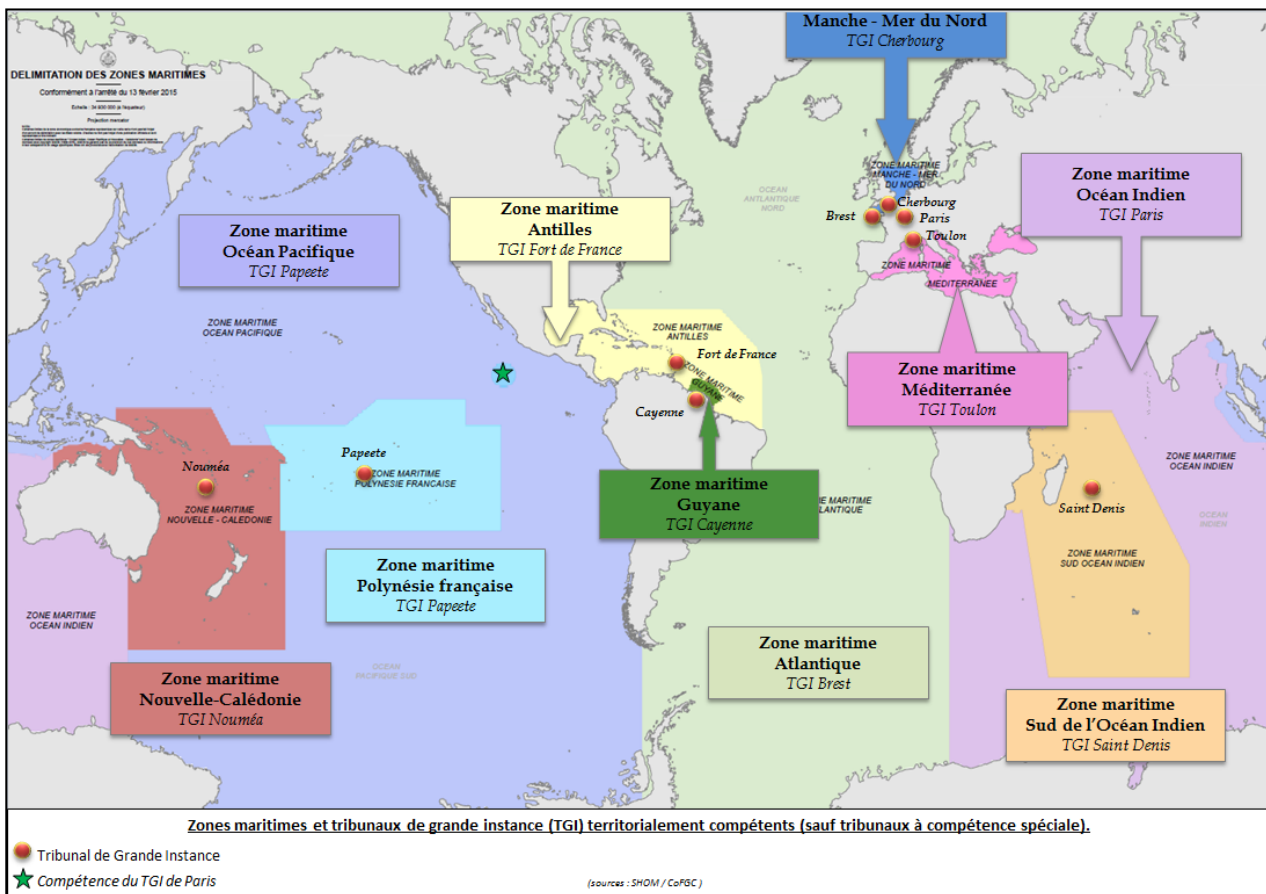 Manche - Mer du Nord
TGI Cherbourg
DELIMITATION DES ZONES MARITIMES
Conformément à l'arrêté du 13 février 2015
Projection mercator
Zone maritime
Océan Pacifique
TGI Papeete
Zone maritime
Antilles
TGI Fort de France
OCEAN
ATLANTIQUE
NORD
ZONE MARITIME
MANCHE - MER
DU NORD
Brest
Cherbourg
Paris
Toulon
Zone maritime
Océan Indien
TGI Paris
ZONE MARITIME
MEDITERRANEE
ZONE MARITIME
OCEAN PACIFIQUE
ZONE MARITIME
ANTILLES
Fort de France
ZONE MARITIME
GUYANE
Cayenne
Zone maritime
Méditerranée
TGI Toulon
Nouméa
ZONE MARITIME
NOUVELLE - CALEDONIE
Papeete
ZONE MARITIME
POLYNESIE FRANCAISE
Zone maritime
Guyane
TGI Cayenne
NE MARITIME
LANTIQUE
ZONE MARITIME
OCEAN INDIEN
Saint Denis
OCEAN
INDIEN
ZONE MARITIME
SUD OCEAN INDIEN
Zone maritime
Polynésie française
TGI Papeete
ZONE MARITIME
OCEAN INDIEN
OCEAN
PACIFIQUE SUD
Zone maritime
Nouvelle-Calédonie
TGI Nouméa
Zone maritime
Atlantique
TGI Brest
Zone maritime
Sud de l'Océan Indien
TGI Saint Denis
Zones maritimes et tribunaux de grande instance (TGI) territorialement compétents (sauf tribunaux à compétence spéciale).
Tribunal de Grande Instance
Compétence du TGI de Paris
(sources : SHOM / CoFGC )